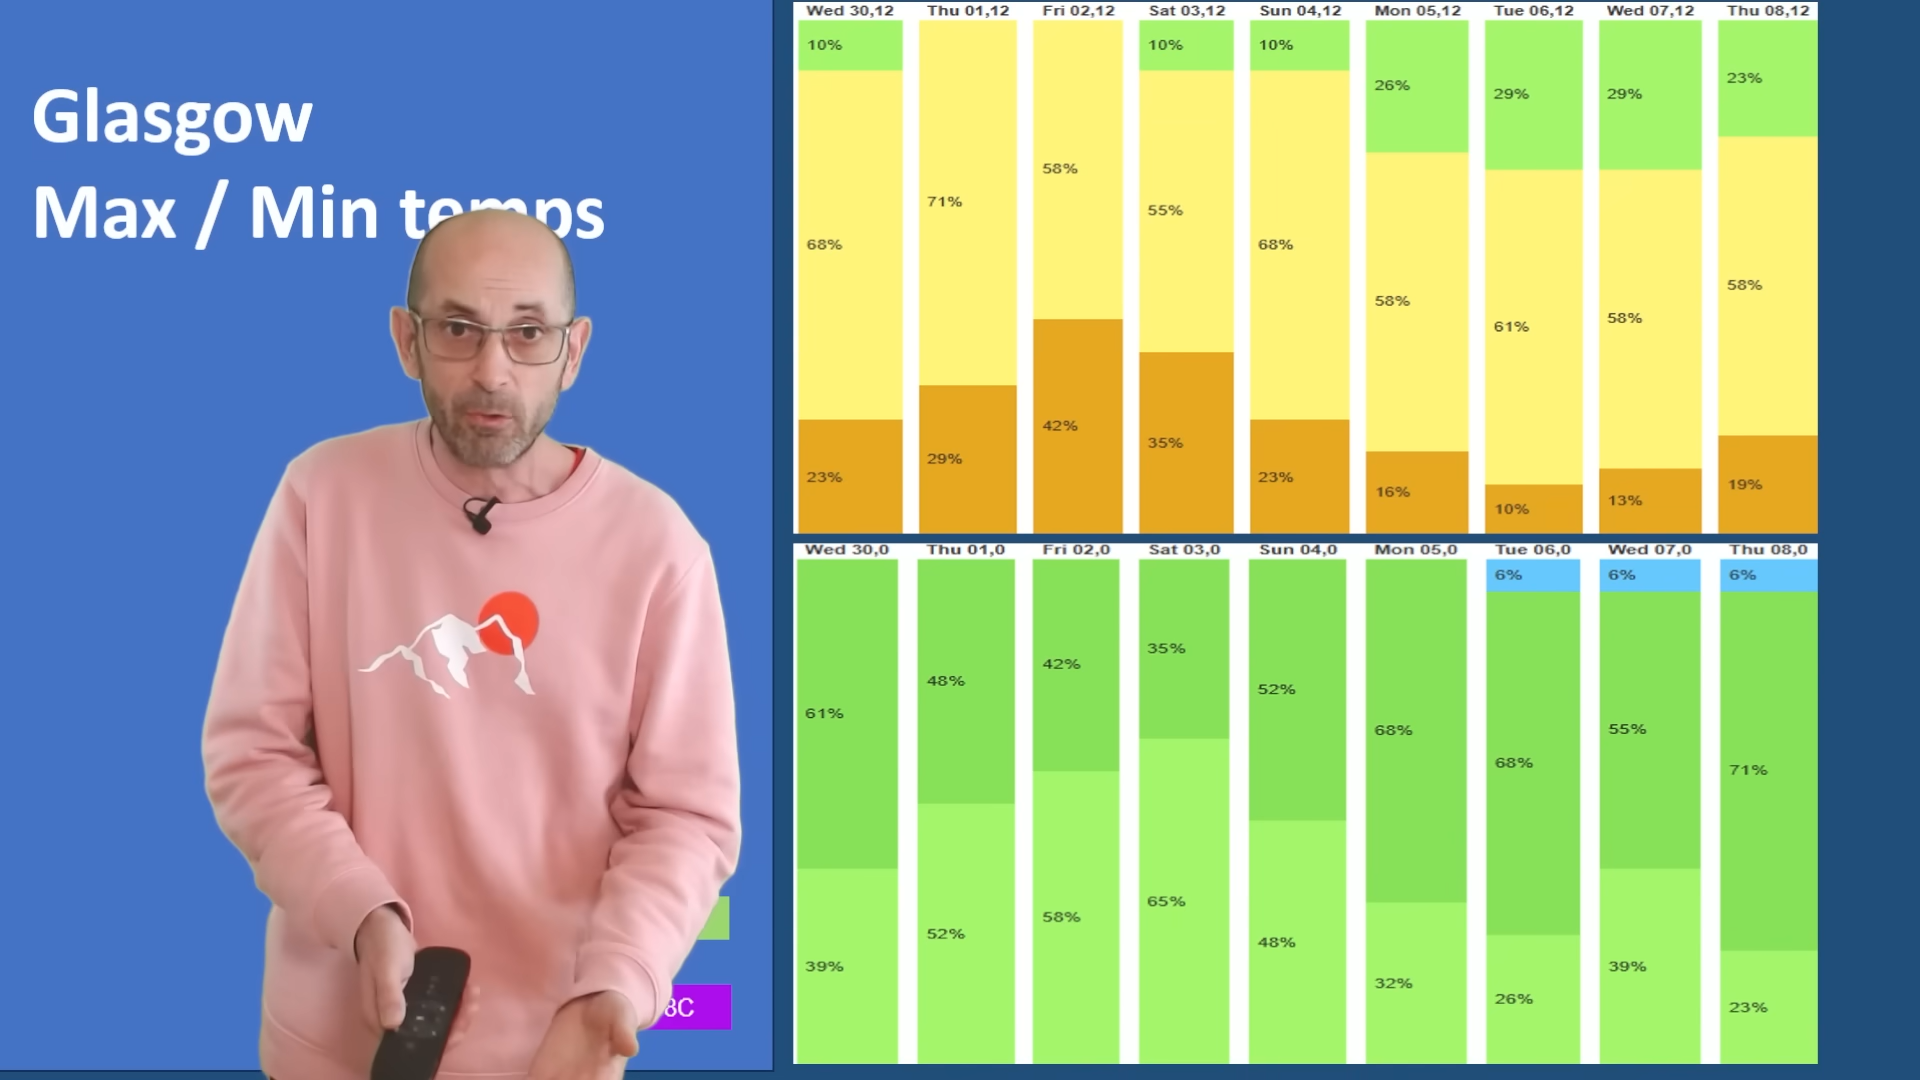 Glasgow
Max / Min temps
Wed 30,12 Thu 01,12 Fri 02,12 Sat 03,12 Sun 04,12 Mon 05,12 Tue 06,12 Wed 07,12 Thu 08,12
10% 10% 10% 26% 29% 29% 23%
68% 71% 58% 55% 68% 58% 61% 58% 58%
23% 29% 42% 35% 23% 16% 10% 13% 19%
Wed 30,0 Thu 01,0 Fri 02,0 Sat 03,0 Sun 04,0 Mon 05,0 Tue 06,0 Wed 07,0 Thu 08,0
6% 6% 6%
61% 48% 42% 35% 52% 68% 68% 55% 71%
39% 52% 58% 65% 48% 32% 26% 39% 23%
8C